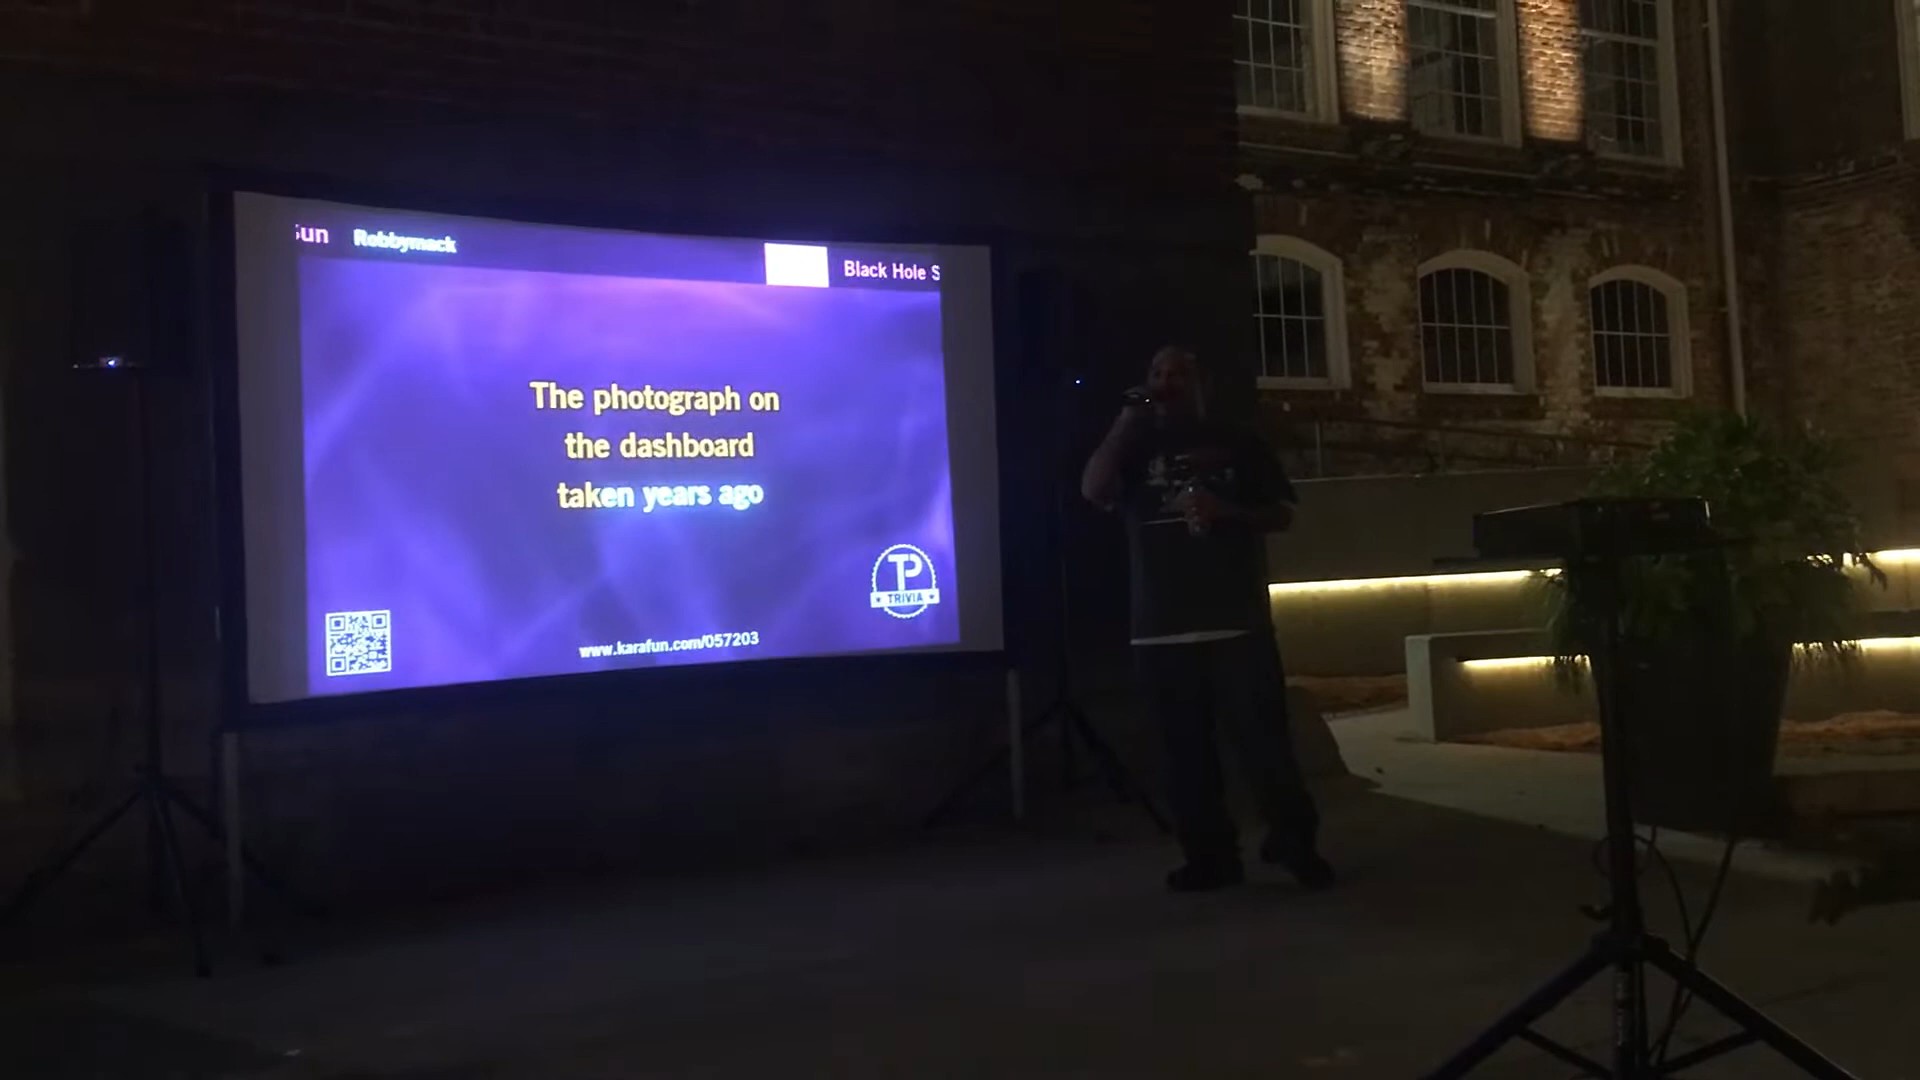 un Robbymack
Black Hole S
The photograph on
the dashboard
taken years ago
TP
TRIVIA
www.karafun.com/057203